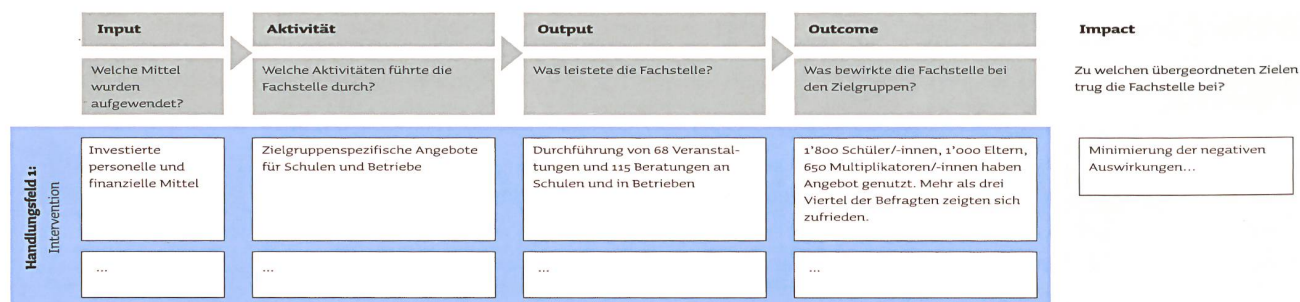 Input
Aktivität
Output
Outcome
Impact
Welche Mittel
wurden
aufgewendet?
Welche Aktivitäten führte die
Fachstelle durch?
Was leistete die Fachstelle?
Was bewirkte die Fachstelle bei
den Zielgruppen?
Zu welchen übergeordneten Zielen
trug die Fachstelle bei?
Handlungsfeld 1:
Intervention
Investierte
personelle und
finanzielle Mittel
Zielgruppenspezifische Angebote
für Schulen und Betriebe
Durchführung von 68 Veranstal-
tungen und 115 Beratungen an
Schulen und in Betrieben
1'800 Schüler/-innen, 1'000 Eltern,
650 Multiplikatoren/-innen haben
Angebot genutzt. Mehr als drei
Viertel der Befragten zeigten sich
zufrieden.
Minimierung der negativen
Auswirkungen...
...
...
...
...